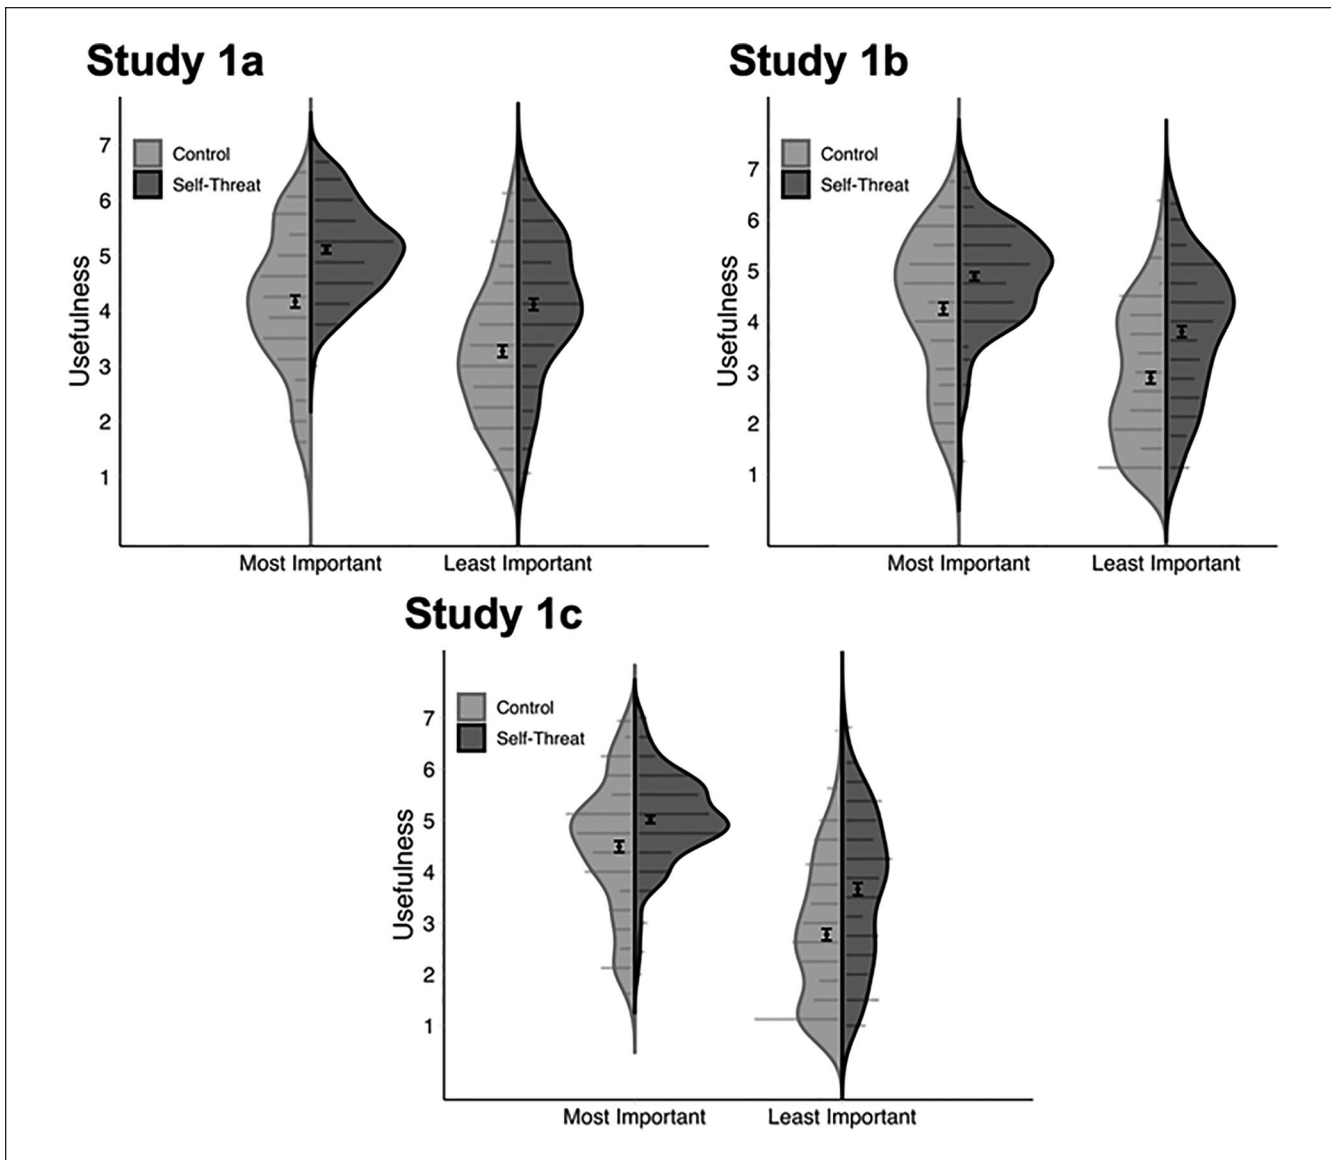 Study 1a
Control
Self-Threat
Usefulness
7
6
5
4
3
2
1
Most Important
Least Important
Study 1b
Control
Self-Threat
Usefulness
7
6
5
4
3
2
1
Most Important
Least Important
Study 1c
Control
Self-Threat
Usefulness
7
6
5
4
3
2
1
Most Important
Least Important